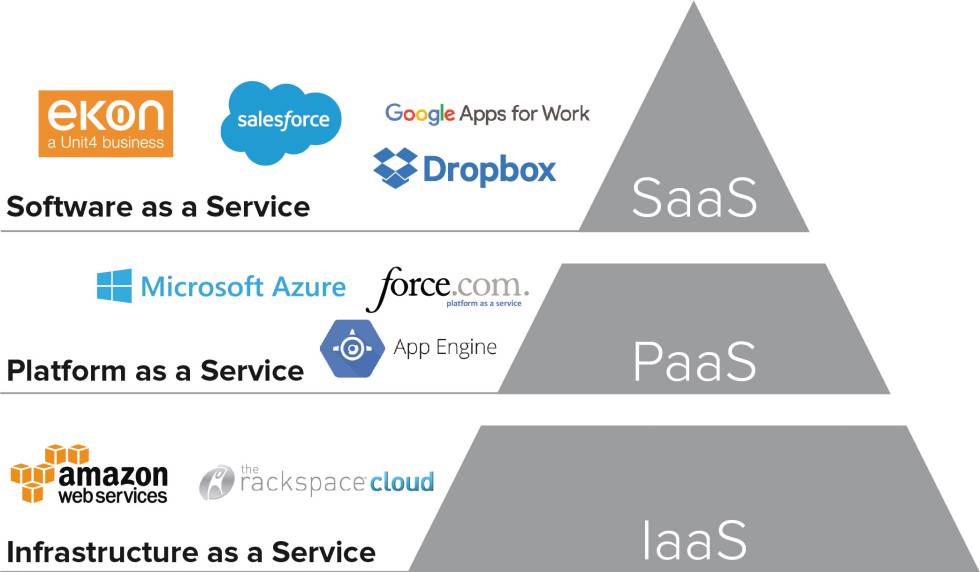 ekon
a Unit4 business
salesforce
Google Apps for Work
Dropbox
Software as a Service
SaaS
Microsoft Azure
force.com.
platform as a service
App Engine
Platform as a Service
PaaS
amazon
web services
the
rackspace cloud
Infrastructure as a Service
IaaS